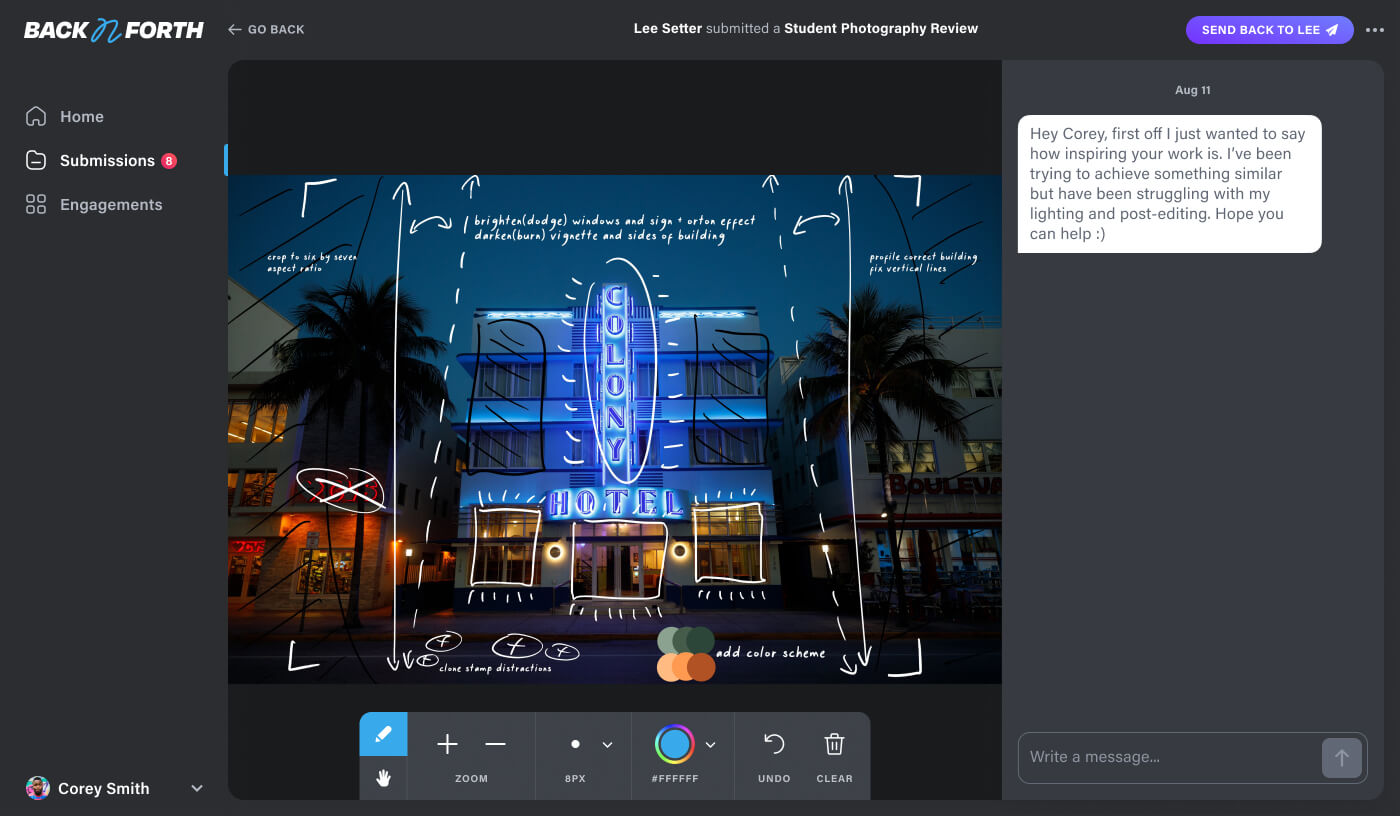 BACK n FORTH
GO BACK
Lee Setter submitted a Student Photography Review
SEND BACK TO LEE
Home
Submissions 8
Engagements
Aug 11
Hey Corey, first off I just wanted to say
how inspiring your work is. I’ve been
trying to achieve something similar
but have been struggling with my
lighting and post-editing. Hope you
can help :)
brighten(dodge) windows and sign + orton effect
darken(burn) vignette and sides of building
crop to six by seven
aspect ratio
profile correct building
fix vertical lines
COLONY
HOTEL
BOULEVA
clone stamp distractions
add color scheme
ZOOM
8PX
#FFFFFF
UNDO
CLEAR
Write a message...
Corey Smith